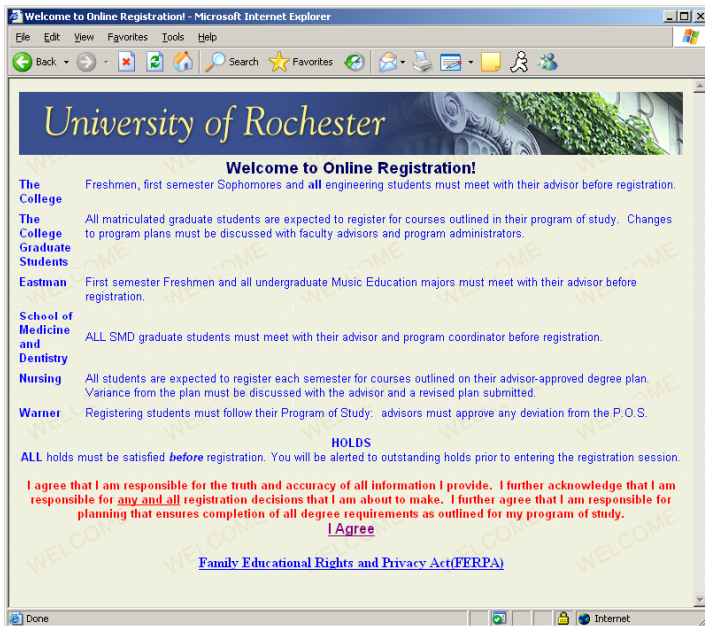 Welcome to Online Registration! - Microsoft Internet Explorer
File Edit View Favorites Tools Help
Back Search Favorites
University of Rochester
Welcome to Online Registration!
The College
Freshmen, first semester Sophomores and all engineering students must meet with their advisor before registration.
The College Graduate Students
All matriculated graduate students are expected to register for courses outlined in their program of study. Changes
to program plans must be discussed with faculty advisors and program administrators.
Eastman
First semester Freshmen and all undergraduate Music Education majors must meet with their advisor before
registration.
School of Medicine and Dentistry
ALL SMD graduate students must meet with their advisor and program coordinator before registration.
Nursing
All students are expected to register each semester for courses outlined on their advisor-approved degree plan.
Variance from the plan must be discussed with the advisor and a revised plan submitted.
Warner
Registering students must follow their Program of Study: advisors must approve any deviation from the P.O.S.
HOLDS
ALL holds must be satisfied before registration. You will be alerted to outstanding holds prior to entering the registration session.
I agree that I am responsible for the truth and accuracy of all information I provide. I further acknowledge that I am
responsible for any and all registration decisions that I am about to make. I further agree that I am responsible for
planning that ensures completion of all degree requirements as outlined for my program of study.
I Agree
Family Educational Rights and Privacy Act(FERPA)
WELCOME
Done Internet